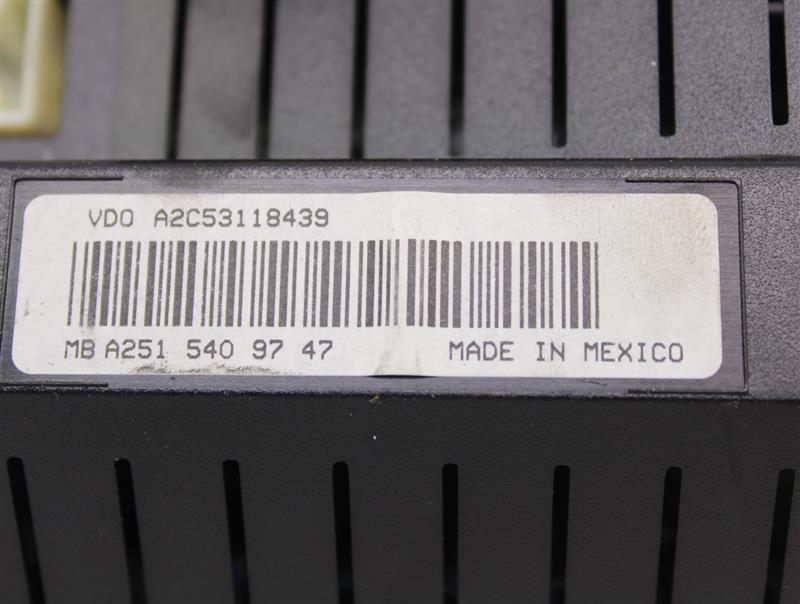 VDO A2C53118439
MB A251 540 97 47 MADE IN MEXICO